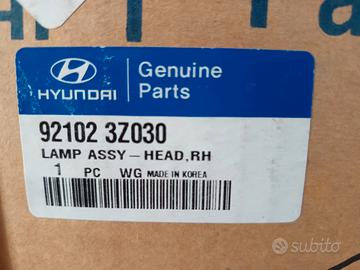 HYUNDAI
Genuine
Parts
92102 3Z030
LAMP ASSY-HEAD,RH
1 PC WG MADE IN KOREA
subito